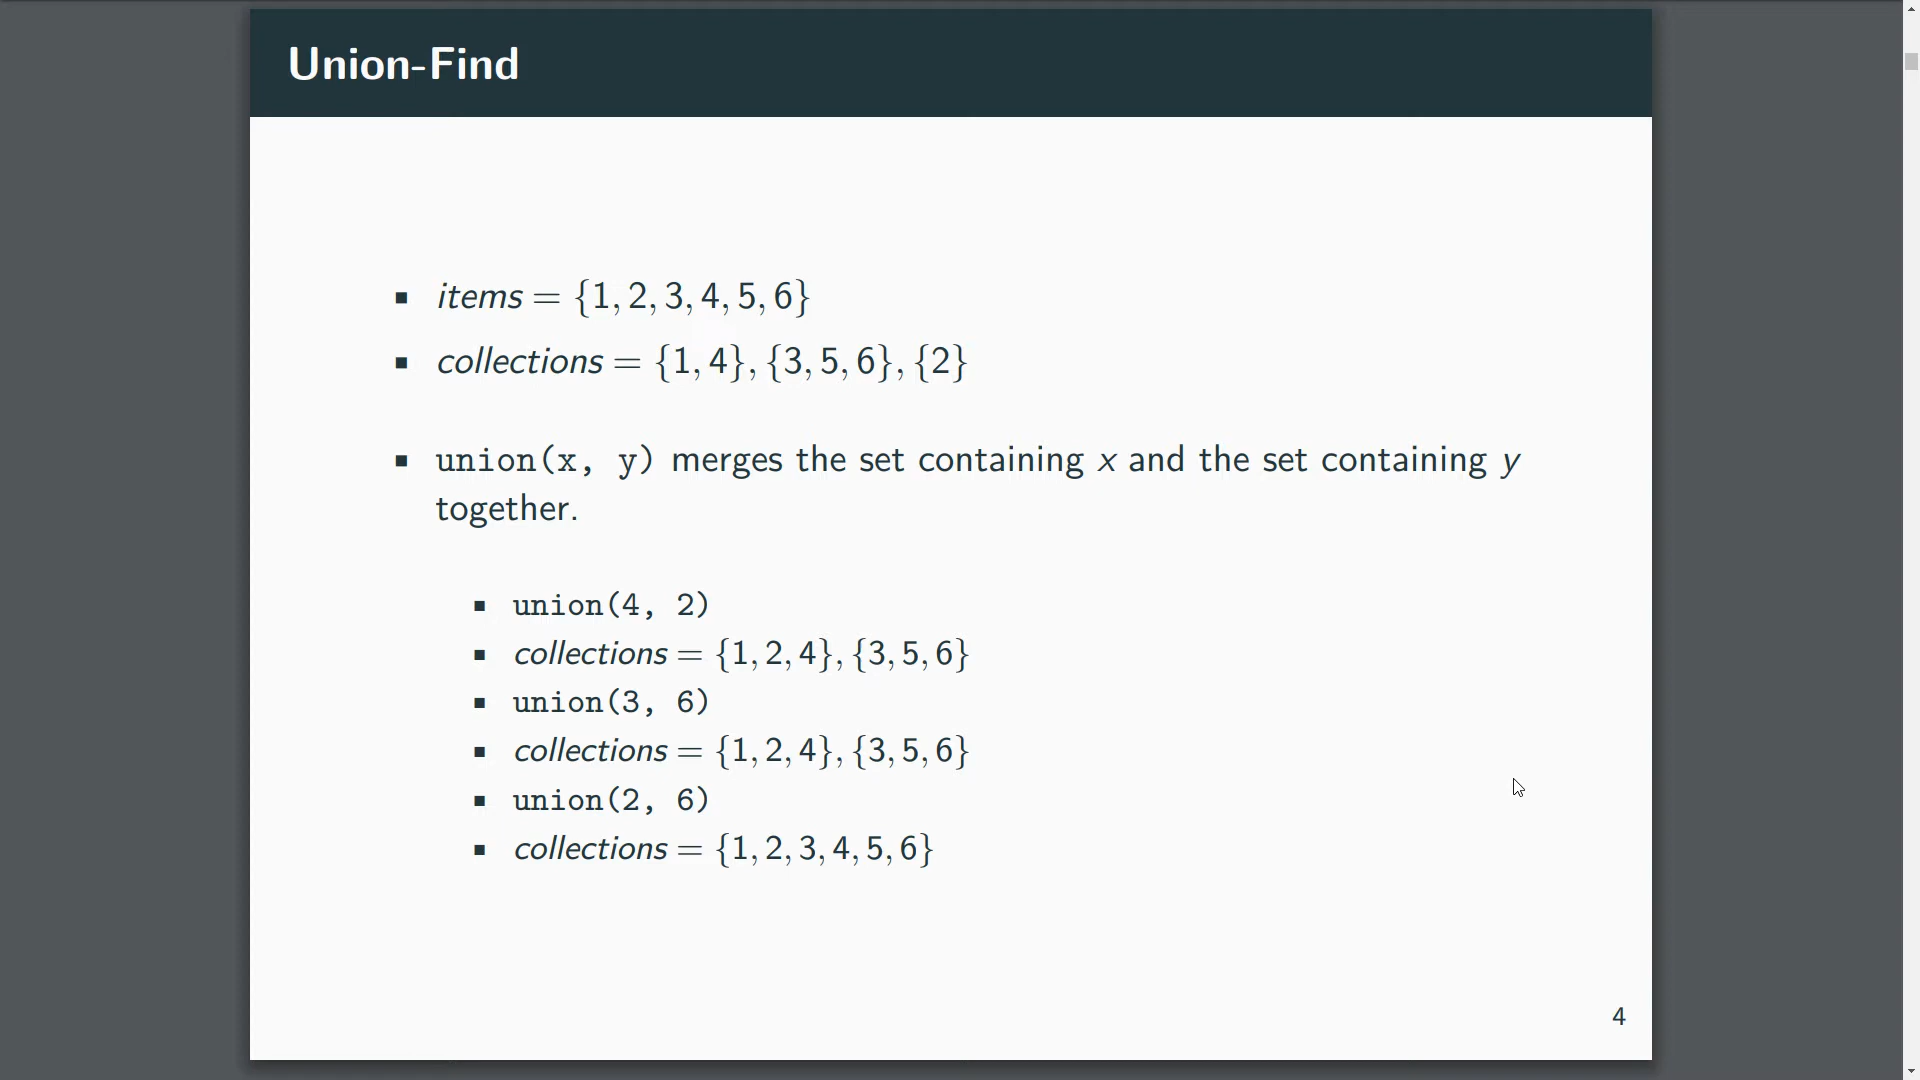 Union-Find
▪ items = {1, 2, 3, 4, 5, 6}
▪ collections = {1, 4}, {3, 5, 6}, {2}
▪ union(x, y) merges the set containing x and the set containing y
together.
▪ union(4, 2)
▪ collections = {1, 2, 4}, {3, 5, 6}
▪ union(3, 6)
▪ collections = {1, 2, 4}, {3, 5, 6}
▪ union(2, 6)
▪ collections = {1, 2, 3, 4, 5, 6}
4